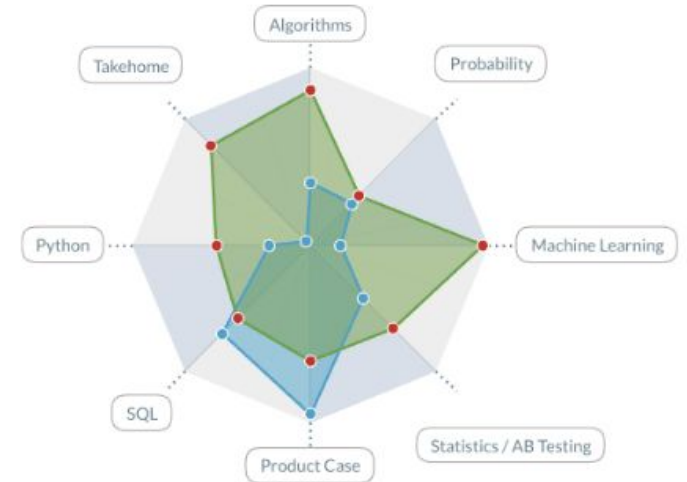 Algorithms
Takehome
Probability
Python
Machine Learning
SQL
Statistics / AB Testing
Product Case